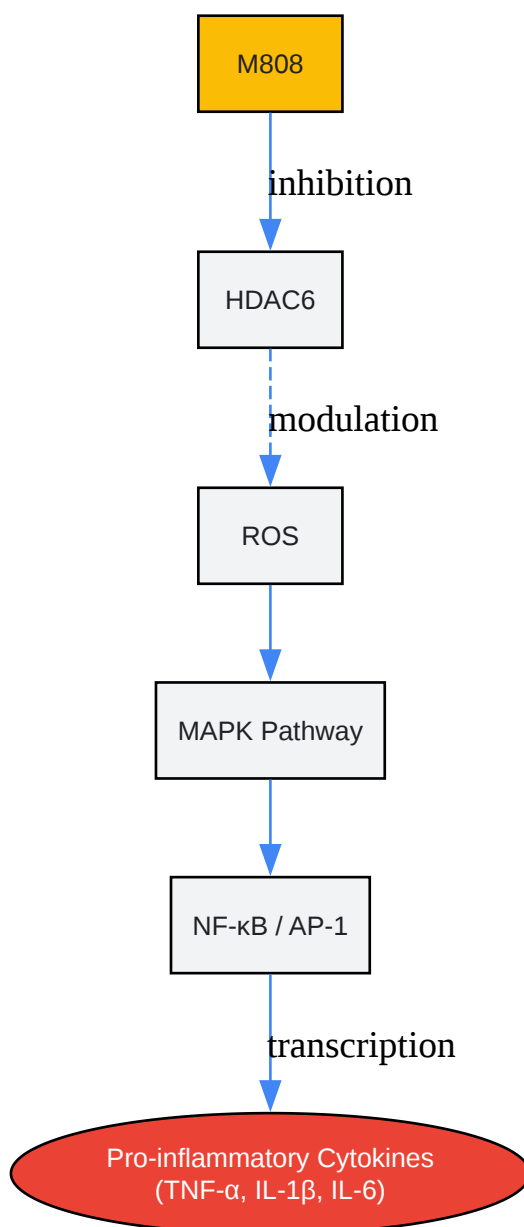 M808
inhibition
HDAC6
modulation
ROS
MAPK Pathway
NF-κB / AP-1
transcription
Pro-inflammatory Cytokines
(TNF-α, IL-1β, IL-6)